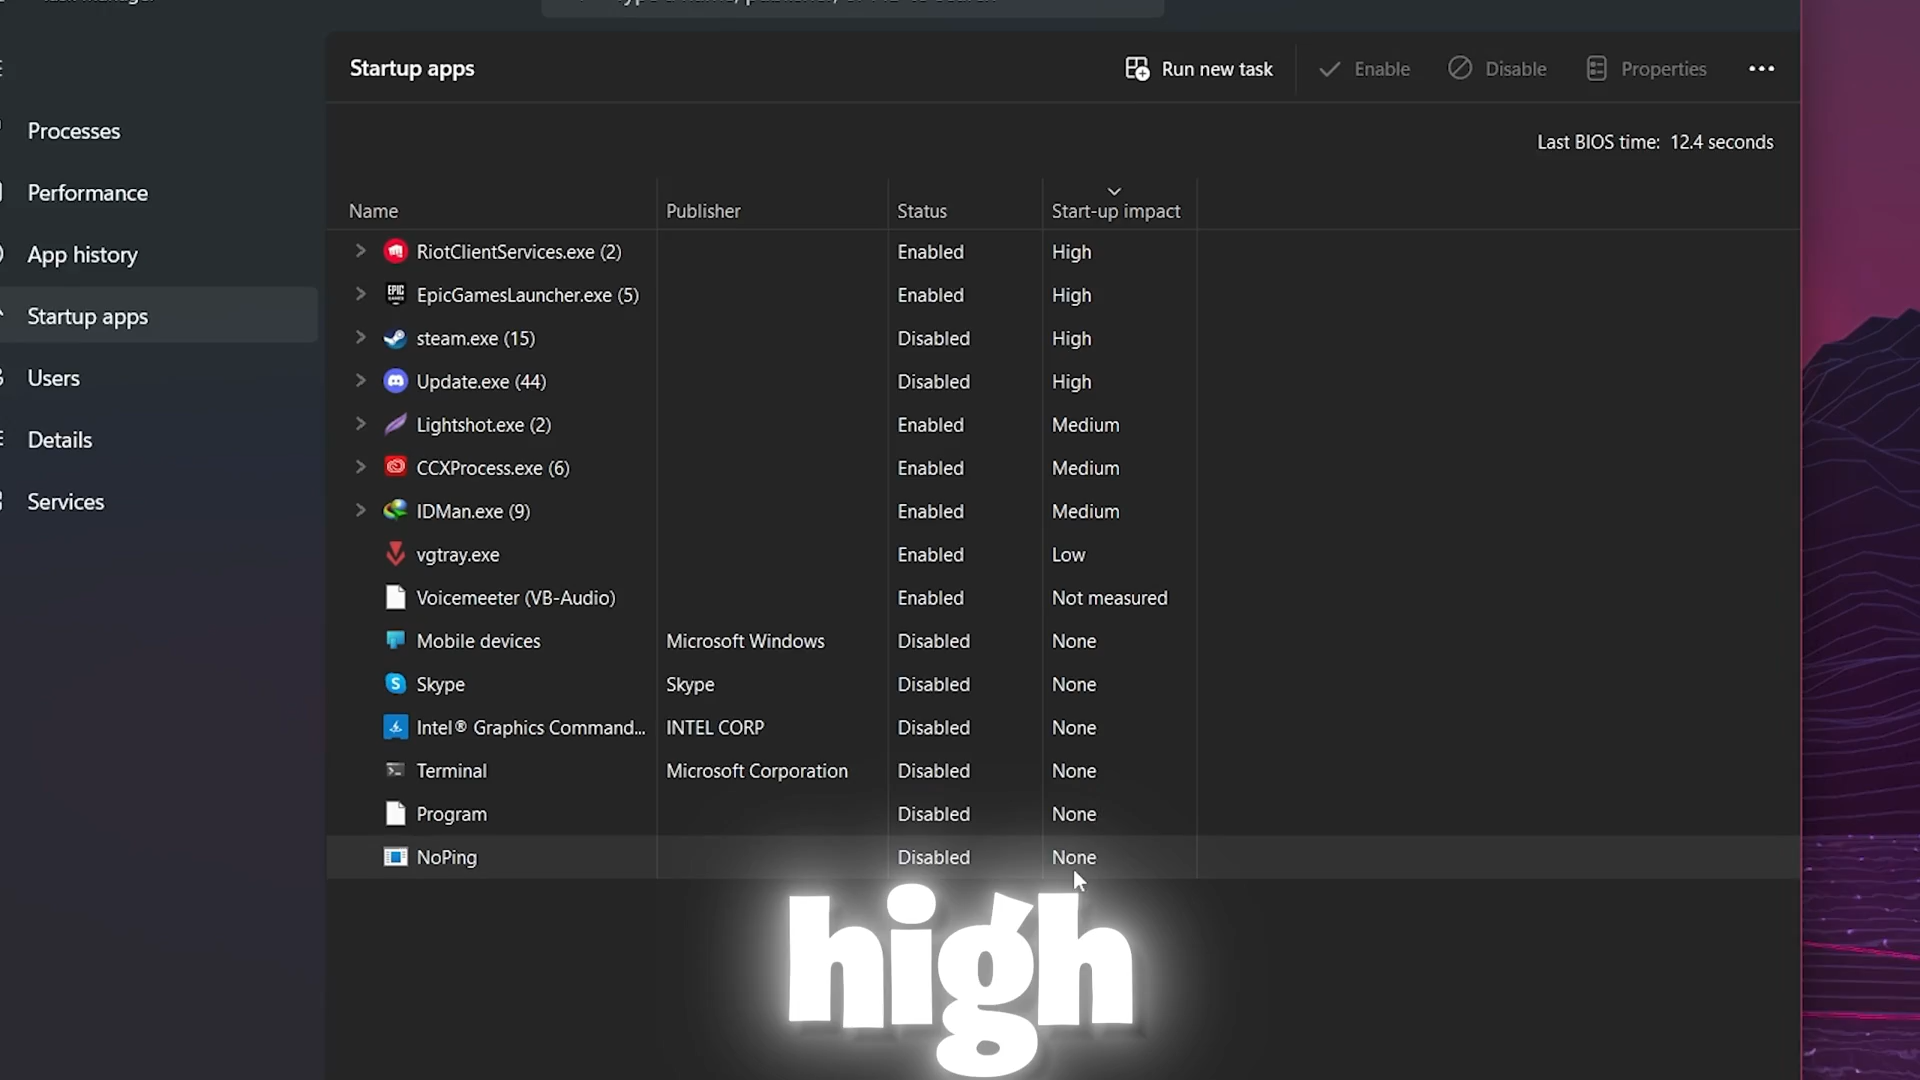 Startup apps
Run new task
Enable
Disable
Properties
Last BIOS time: 12.4 seconds
Processes
Performance
App history
Startup apps
Users
Details
Services
Name Publisher Status Start-up impact
RiotClientServices.exe (2) Enabled High
EPIC GAMES EpicGamesLauncher.exe (5) Enabled High
steam.exe (15) Disabled High
Update.exe (44) Disabled High
Lightshot.exe (2) Enabled Medium
CCXProcess.exe (6) Enabled Medium
IDMan.exe (9) Enabled Medium
vgtray.exe Enabled Low
Voicemeeter (VB-Audio) Enabled Not measured
Mobile devices Microsoft Windows Disabled None
Skype Skype Disabled None
Intel® Graphics Command... INTEL CORP Disabled None
Terminal Microsoft Corporation Disabled None
Program Disabled None
NoPing Disabled None
high